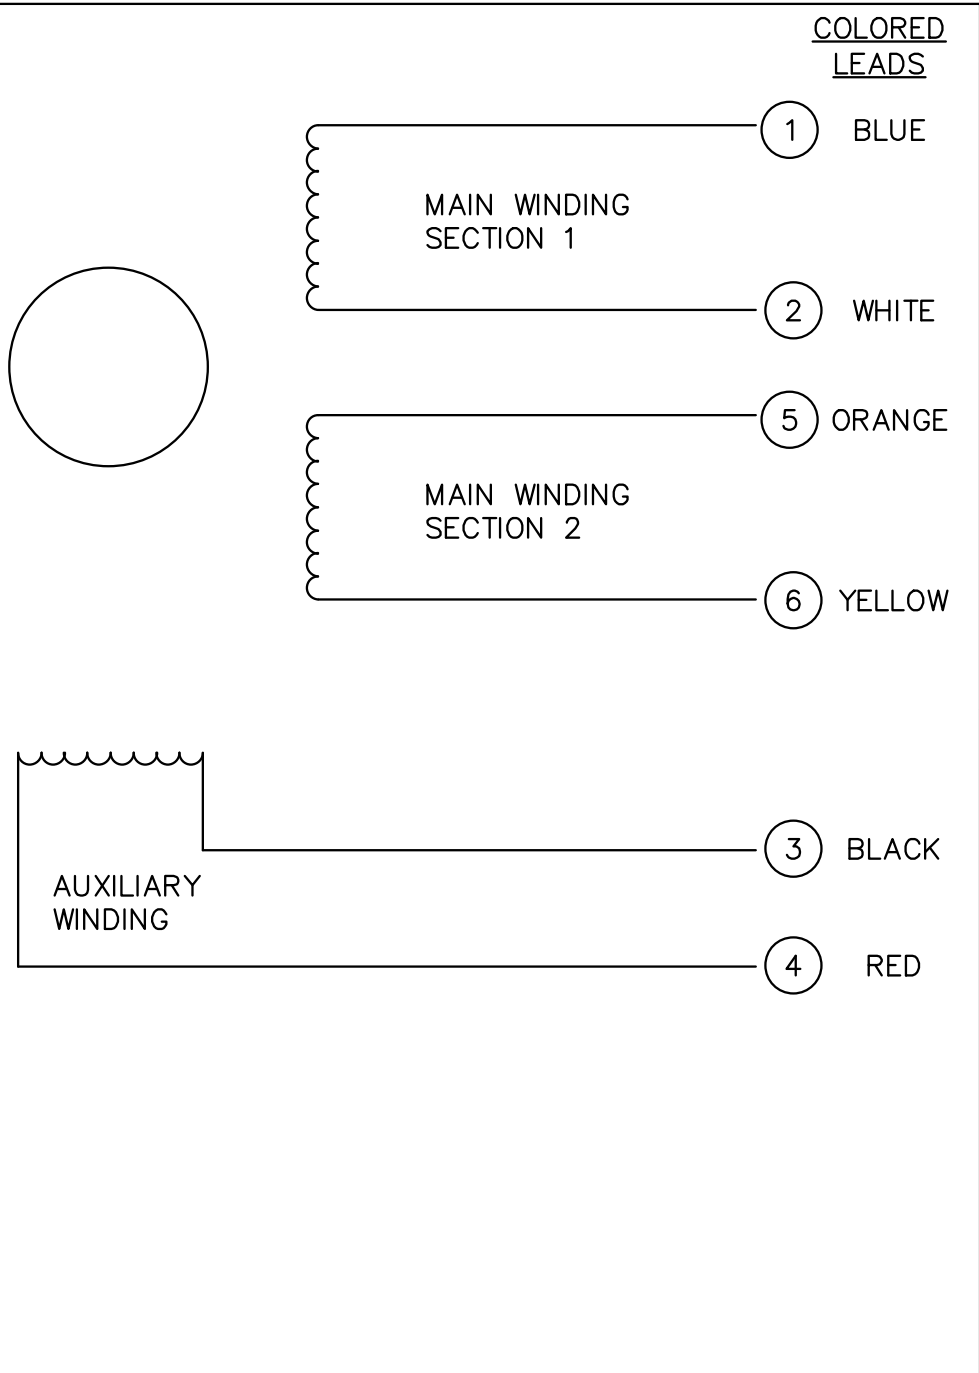 COLORED
LEADS
1 BLUE
MAIN WINDING
SECTION 1
2 WHITE
5 ORANGE
MAIN WINDING
SECTION 2
6 YELLOW
3 BLACK
AUXILIARY
WINDING
4 RED